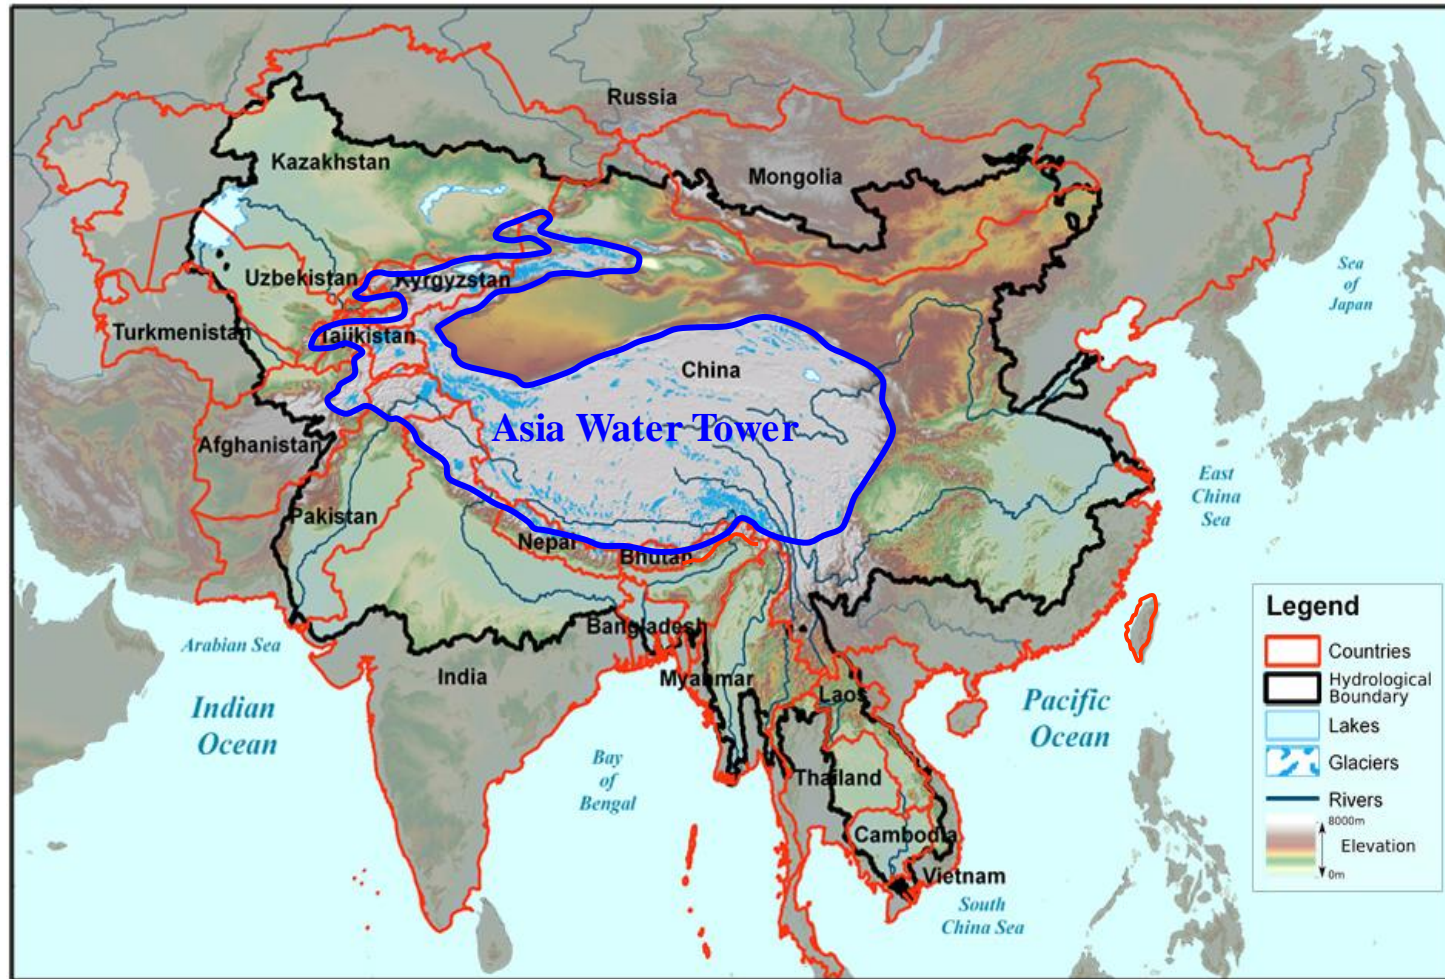 Russia
Kazakhstan
Mongolia
Uzbekistan
Kyrgyzstan
Turkmenistan
Tajikistan
China
Sea
of
Japan
Asia Water Tower
Afghanistan
East
China
Sea
Pakistan
Nepal
Bhutan
Bangladesh
Arabian Sea
India
Myanmar
Laos
Indian
Ocean
Pacific
Ocean
Bay
of
Bengal
Thailand
Cambodia
Vietnam
South
China Sea
Legend
Countries
Hydrological
Boundary
Lakes
Glaciers
Rivers
8000m
Elevation
0m